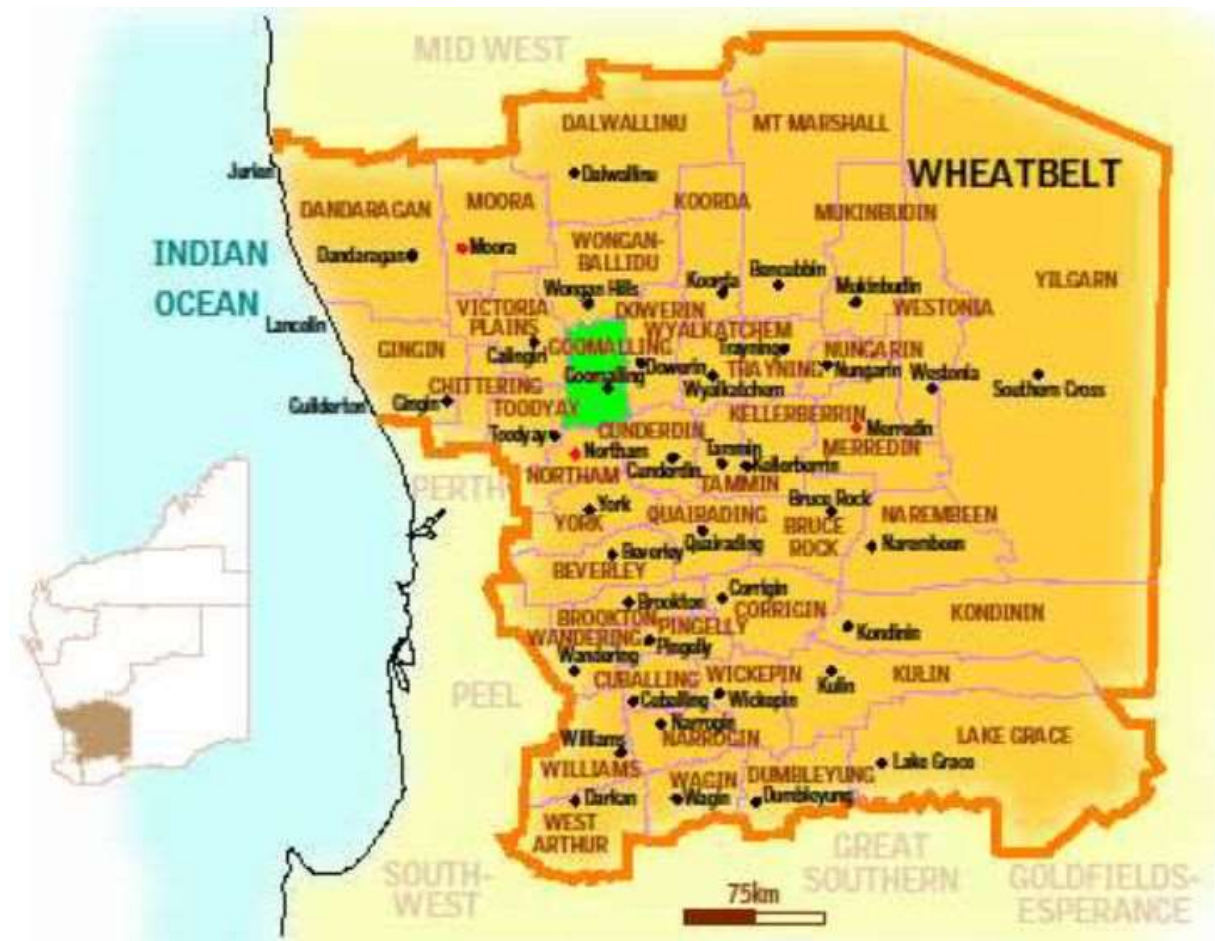 MID WEST
DALWALLINU
MT MARSHALL
Jurien
Dalwallinu
WHEATBELT
DANDARAGAN
MOORA
KOORDA
MUKINBUDIN
INDIAN
OCEAN
Dandaragan
Moora
WONGAN-
BALLIDU
Koorda
Bencubbin
Mukinbudin
YILGARN
Wongan Hills
VICTORIA
PLAINS
DOWERIN
WESTONIA
Lancelin
GINGIN
Calingiri
GOOMALLING
WYALKATCHEM
Trayning
NUNGARIN
Goomalling
Dowerin
TRAYNING
Nungarin
Westonia
Southern Cross
CHITTERING
Wyalkatchem
Guilderton
Gingin
TOODYAY
KELLERBERRIN
Toodyay
CUNDERDIN
Merredin
MERREDIN
Northam
Tammin
NORTHAM
Cunderdin
Kellerberrin
TAMMIN
PERTH
Bruce Rock
York
YORK
QUAIRADING
BRUCE
ROCK
NAREMBEEN
Beverley
Quairading
Narembeen
BEVERLEY
Corrigin
Brookton
CORRIGIN
KONDININ
BROOKTON
PINGELLY
Kondinin
WANDERING
Pingelly
Wandering
PEEL
CUBALLING
WICKEPIN
Kulin
KULIN
Cuballing
Wickepin
Narrogin
Williams
NARROGIN
LAKE GRACE
WILLIAMS
WAGIN
DUMBLEYUNG
Lake Grace
Darkan
Wagin
Dumbleyung
WEST
ARTHUR
SOUTH-
WEST
GREAT
SOUTHERN
GOLDFIELDS-
ESPERANCE
75km